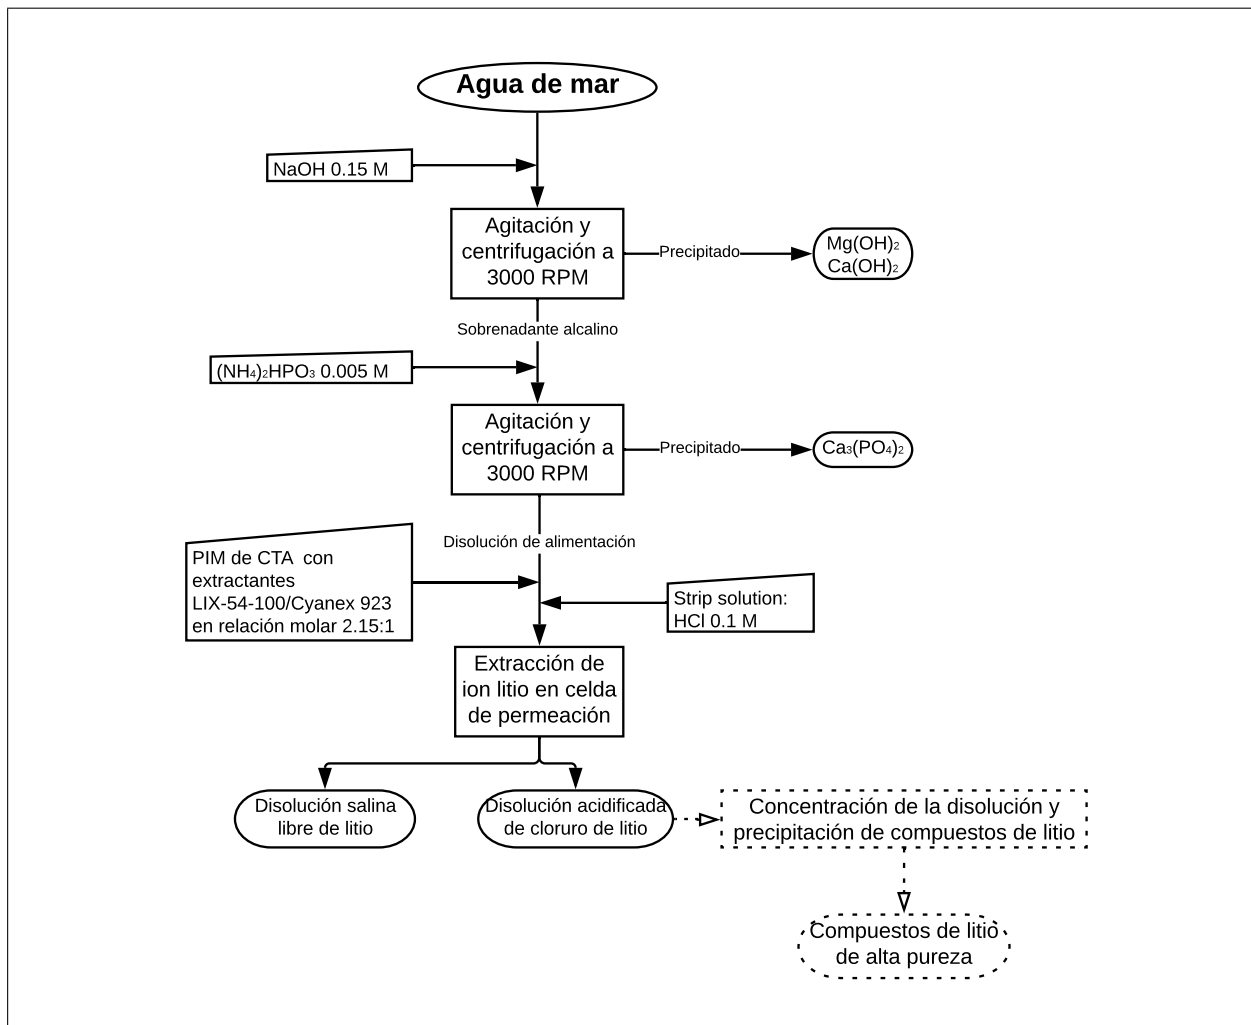 Agua de mar
NaOH 0.15 M
Agitación y
centrifugación a
3000 RPM
Precipitado
Mg(OH)₂
Ca(OH)₂
Sobrenadante alcalino
(NH₄)₂HPO₃ 0.005 M
Agitación y
centrifugación a
3000 RPM
Precipitado
Ca₃(PO₄)₂
Disolución de alimentación
PIM de CTA con
extractantes
LIX-54-100/Cyanex 923
en relación molar 2.15:1
Strip solution:
HCl 0.1 M
Extracción de
ion litio en celda
de permeación
Disolución salina
libre de litio
Disolución acidificada
de cloruro de litio
Concentración de la disolución y
precipitación de compuestos de litio
Compuestos de litio
de alta pureza